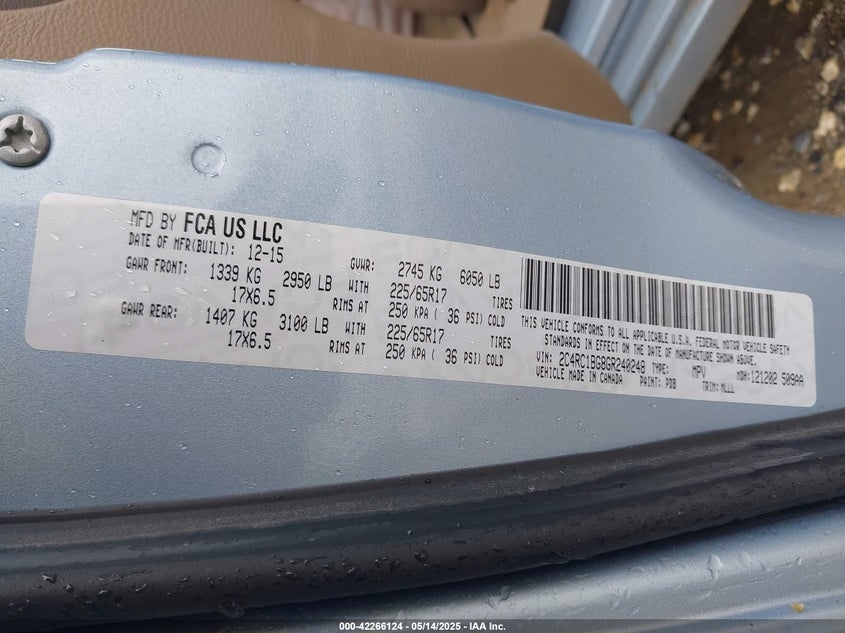 MFD BY FCA US LLC
DATE OF MFR(BUILT): 12-15 GVWR: 2745 KG 6050 LB
GAWR FRONT: 1339 KG 2950 LB WITH 225/65R17 TIRES
17X6.5 RIMS AT 250 KPA ( 36 PSI) COLD
GAWR REAR: 1407 KG 3100 LB WITH 225/65R17 TIRES
17X6.5 RIMS AT 250 KPA ( 36 PSI) COLD
THIS VEHICLE CONFORMS TO ALL APPLICABLE U.S.A. FEDERAL MOTOR VEHICLE SAFETY
STANDARDS IN EFFECT ON THE DATE OF MANUFACTURE SHOWN ABOVE.
VIN: 2C4RC1BG8GR240248 TYPE: MPV MDH: 121202 509AA
VEHICLE MADE IN CANADA PAINT: PDB TRIM: MLLL
000-42266124 - 05/14/2025 - IAA Inc.